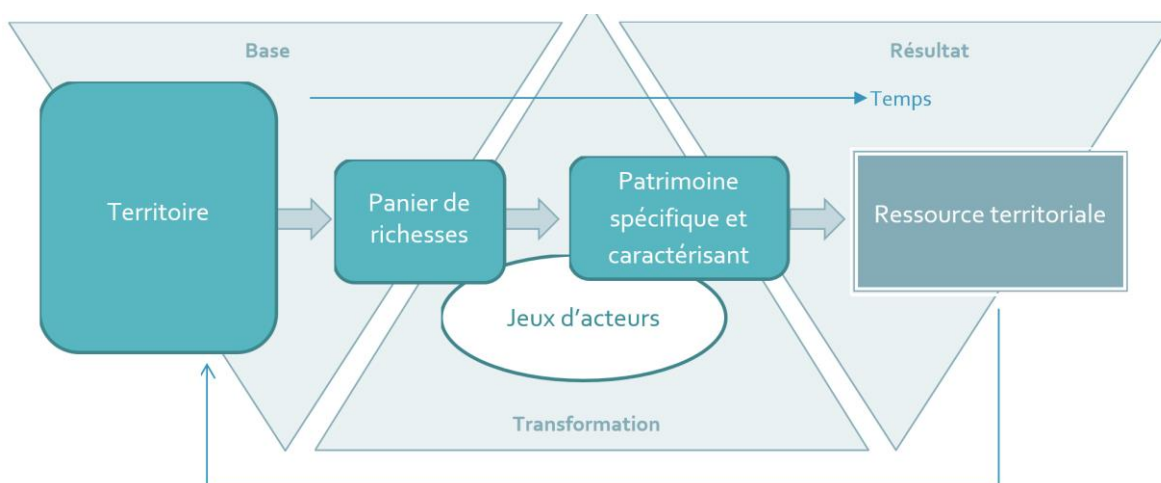 Base
Résultat
Temps
Territoire
Panier de
richesses
Patrimoine
spécifique et
caractérisant
Ressource territoriale
Jeux d'acteurs
Transformation